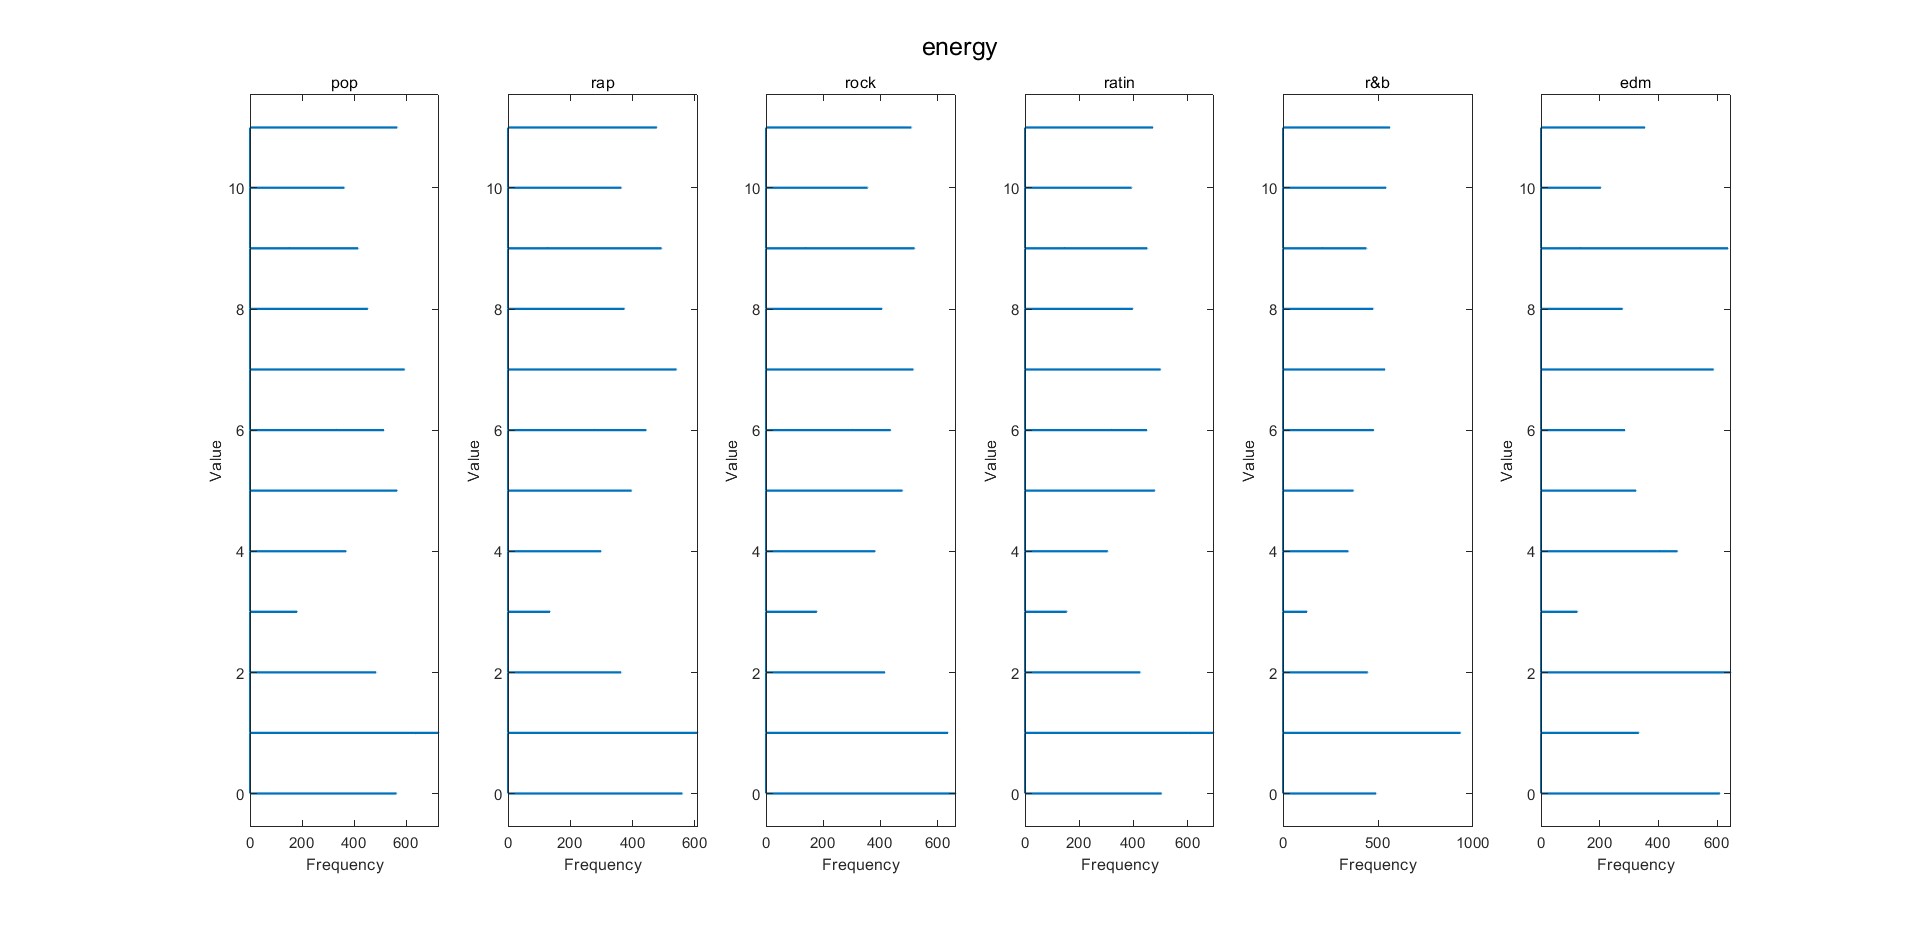 energy
pop rap rock ratin r&b edm
10 10 10 10 10 10
8 8 8 8 8 8
6 6 6 6 6 6
Value Value Value Value Value Value
4 4 4 4 4 4
2 2 2 2 2 2
0 0 0 0 0 0
0 200 400 600 0 200 400 600 0 200 400 600 0 200 400 600 0 500 1000 0 200 400 600
Frequency Frequency Frequency Frequency Frequency Frequency